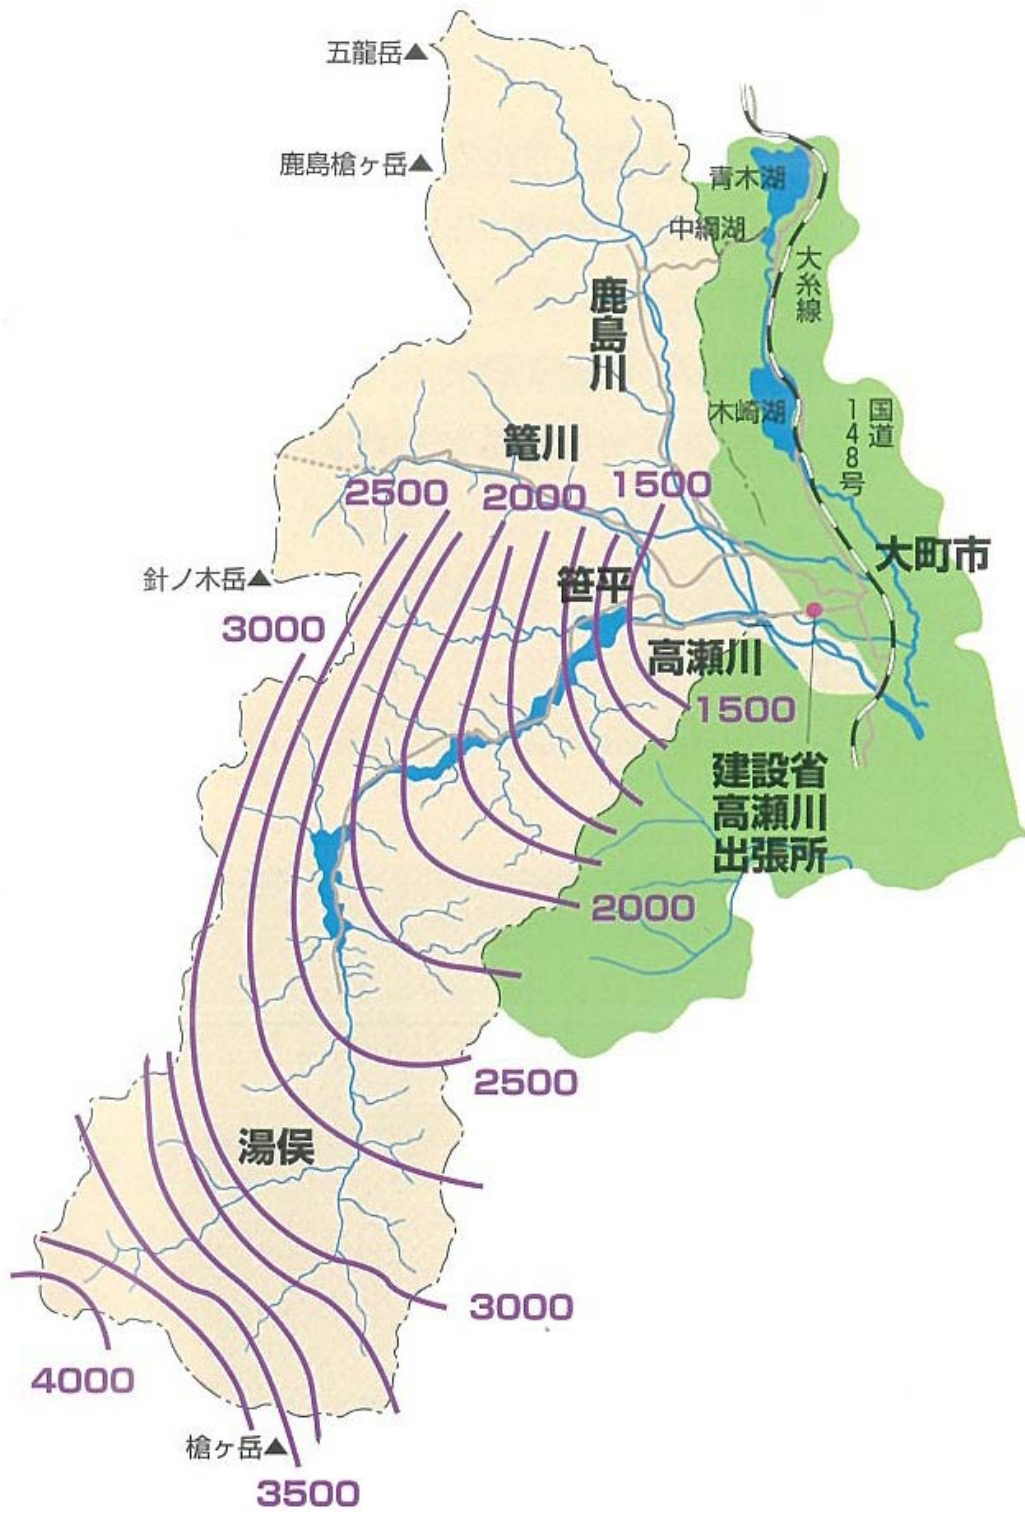 五龍岳▲
鹿島槍ヶ岳▲
青木湖
中綱湖
大糸線
鹿島川
木崎湖
国道
148号
篭川
2500
2000
1500
大町市
針ノ木岳▲
笹平
3000
高瀬川
1500
建設省
高瀬川
出張所
2000
2500
湯俣
3000
4000
槍ヶ岳▲
3500